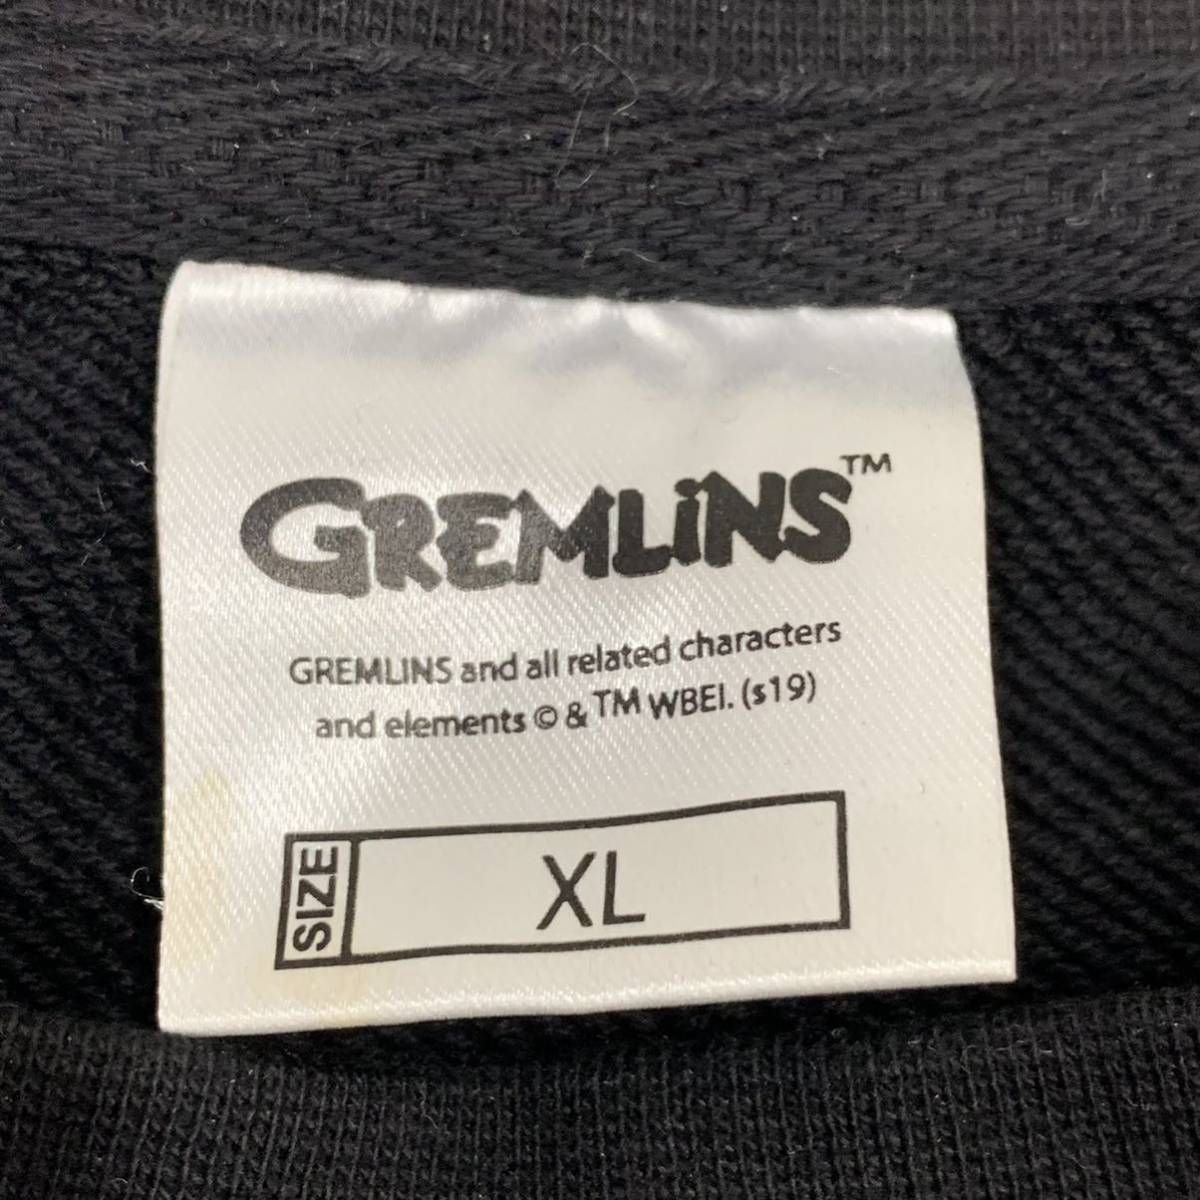 GREMLiNS™
GREMLINS and all related characters
and elements © & TM WBEI. (s19)
SIZE
XL